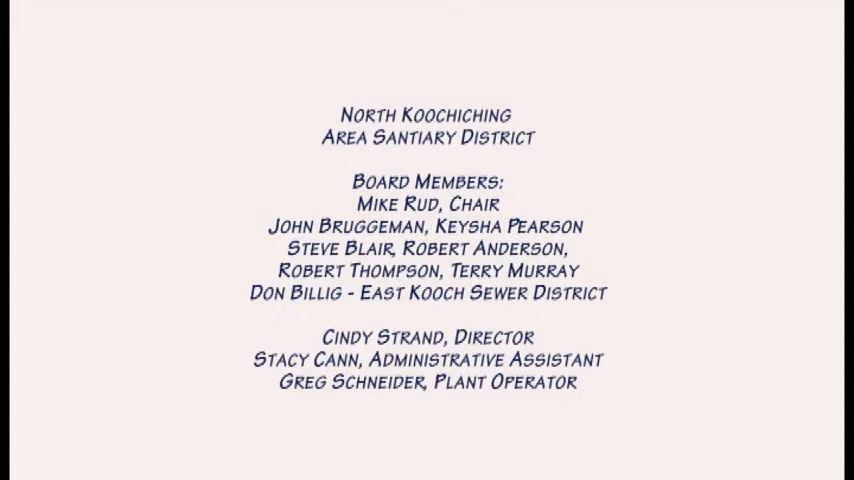 NORTH KOOCHICHING
AREA SANTIARY DISTRICT
BOARD MEMBERS:
MIKE RUD, CHAIR
JOHN BRUGGEMAN, KEYSHA PEARSON
STEVE BLAIR, ROBERT ANDERSON,
ROBERT THOMPSON, TERRY MURRAY
DON BILLIG - EAST KOOCH SEWER DISTRICT
CINDY STRAND, DIRECTOR
STACY CANN, ADMINISTRATIVE ASSISTANT
GREG SCHNEIDER, PLANT OPERATOR